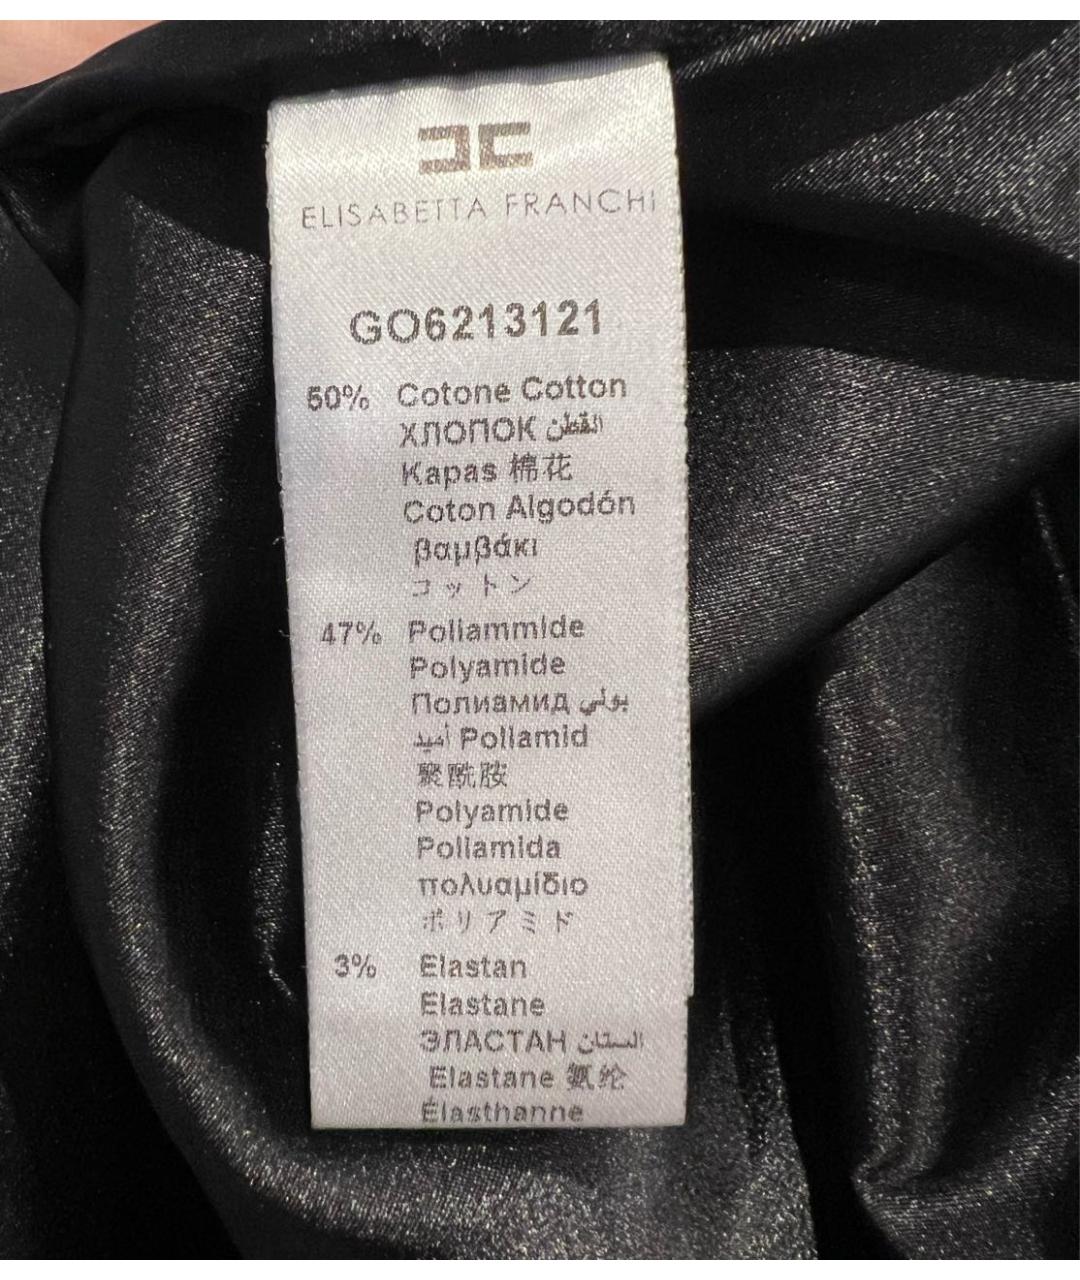 ELISABETTA FRANCHI
GO6213121
50% Cotone Cotton
ХЛОПОК القطن
Kapas 棉花
Coton Algodón
βαμβάκι
コットン
47% Poliammide
Polyamide
Полиамид بولي
أميد Poliamid
聚酰胺
Polyamide
Poliamida
πολυαμίδιο
ポリアミド
3% Elastan
Elastane
ЭЛАСТАН الستان
Elastane 氨纶
Élasthanne